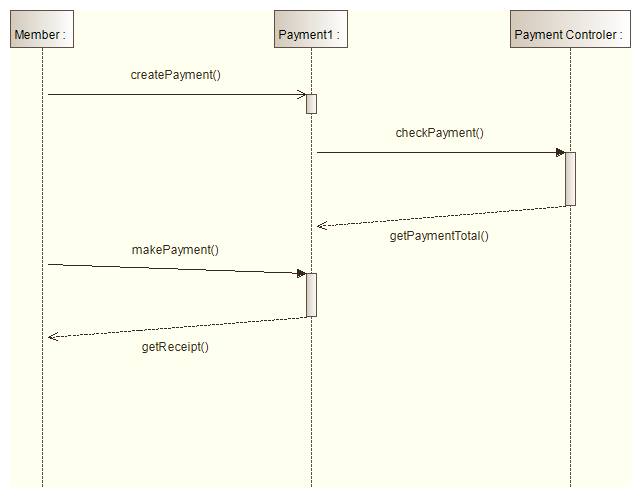 Member :
Payment1 :
Payment Controler :
createPayment()
checkPayment()
getPaymentTotal()
makePayment()
getReceipt()